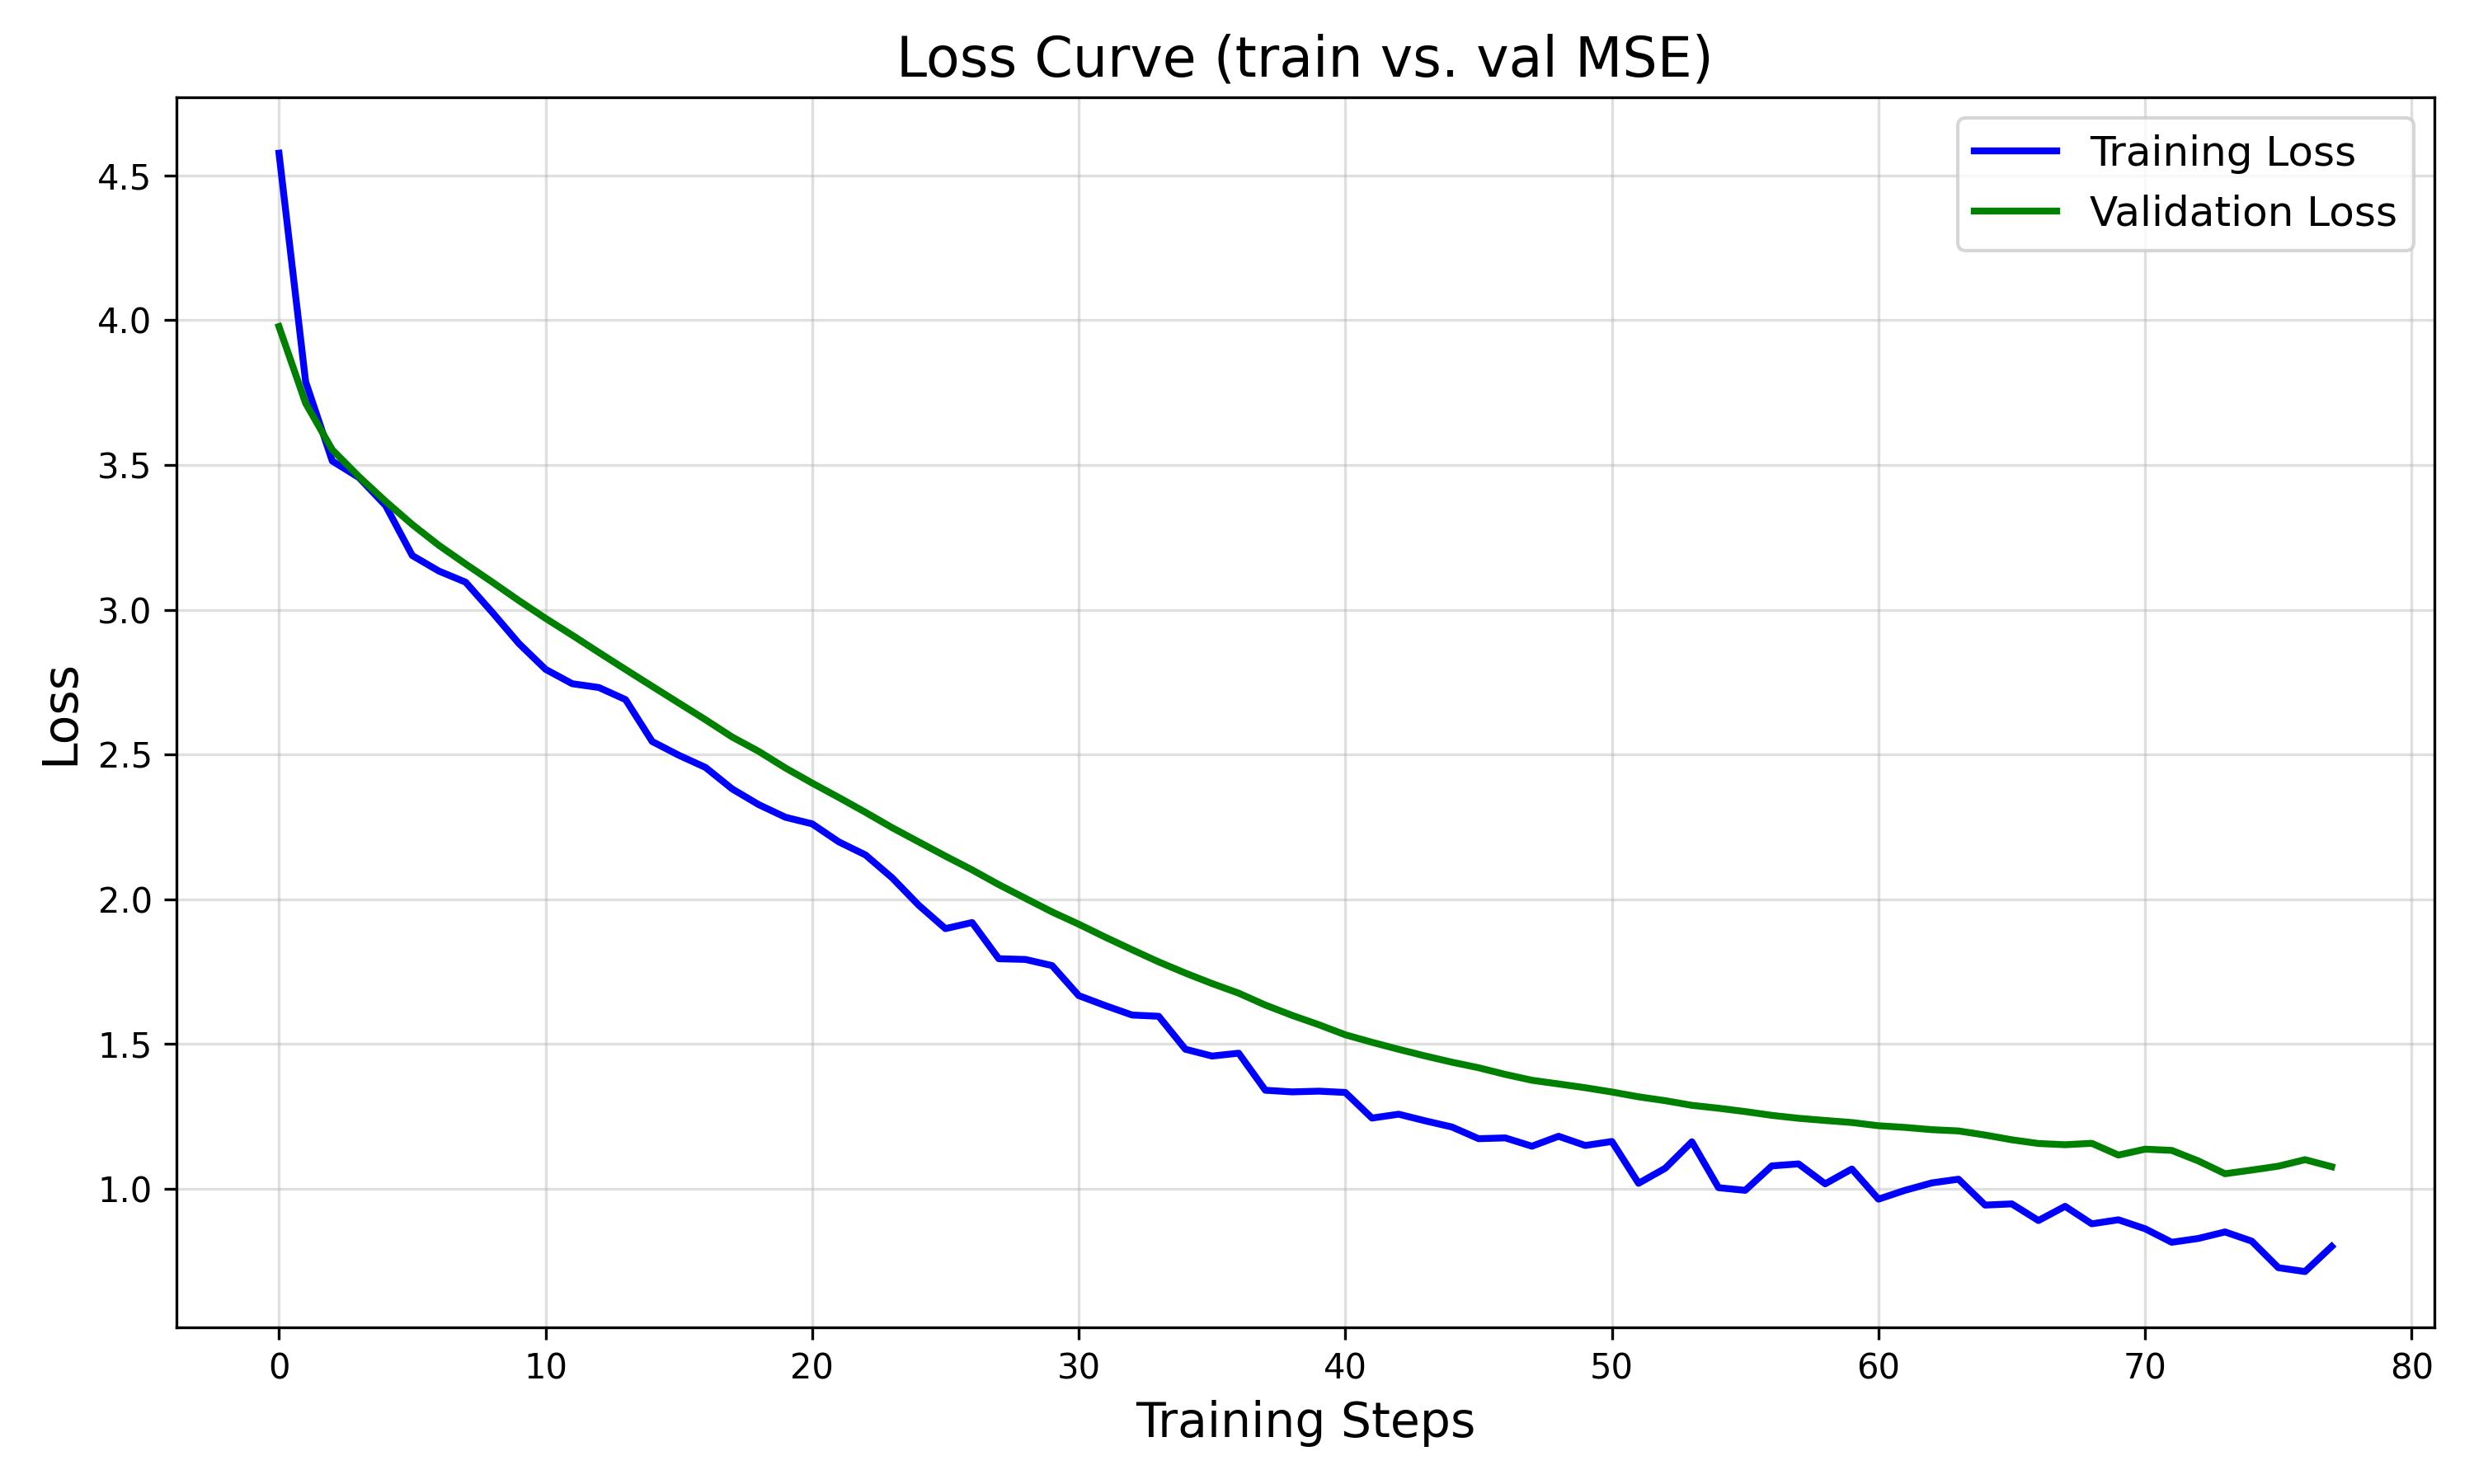 Loss Curve (train vs. val MSE)
Training Loss
Validation Loss
Loss
4.5
4.0
3.5
3.0
2.5
2.0
1.5
1.0
0 10 20 30 40 50 60 70 80
Training Steps